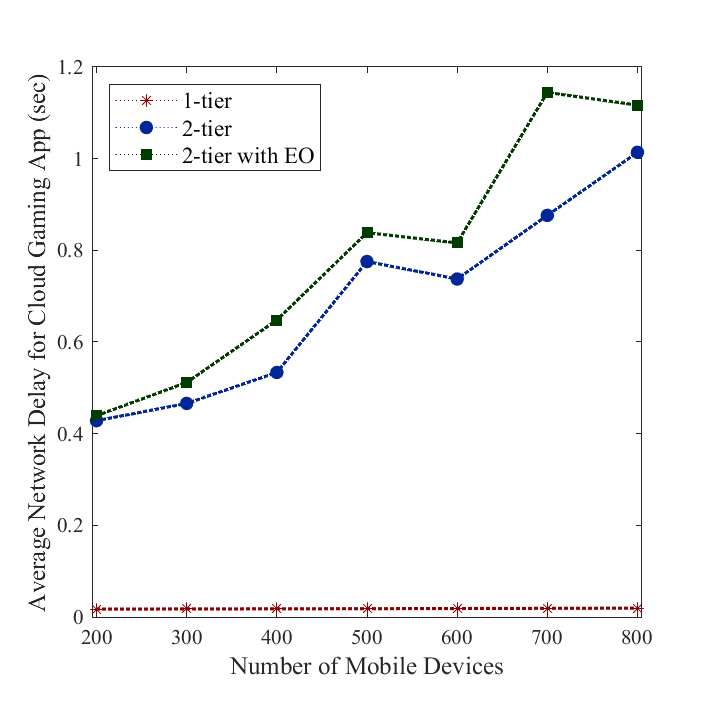 1.2
1
0.8
0.6
0.4
0.2
0
Average Network Delay for Cloud Gaming App (sec)
1-tier
2-tier
2-tier with EO
200 300 400 500 600 700 800
Number of Mobile Devices